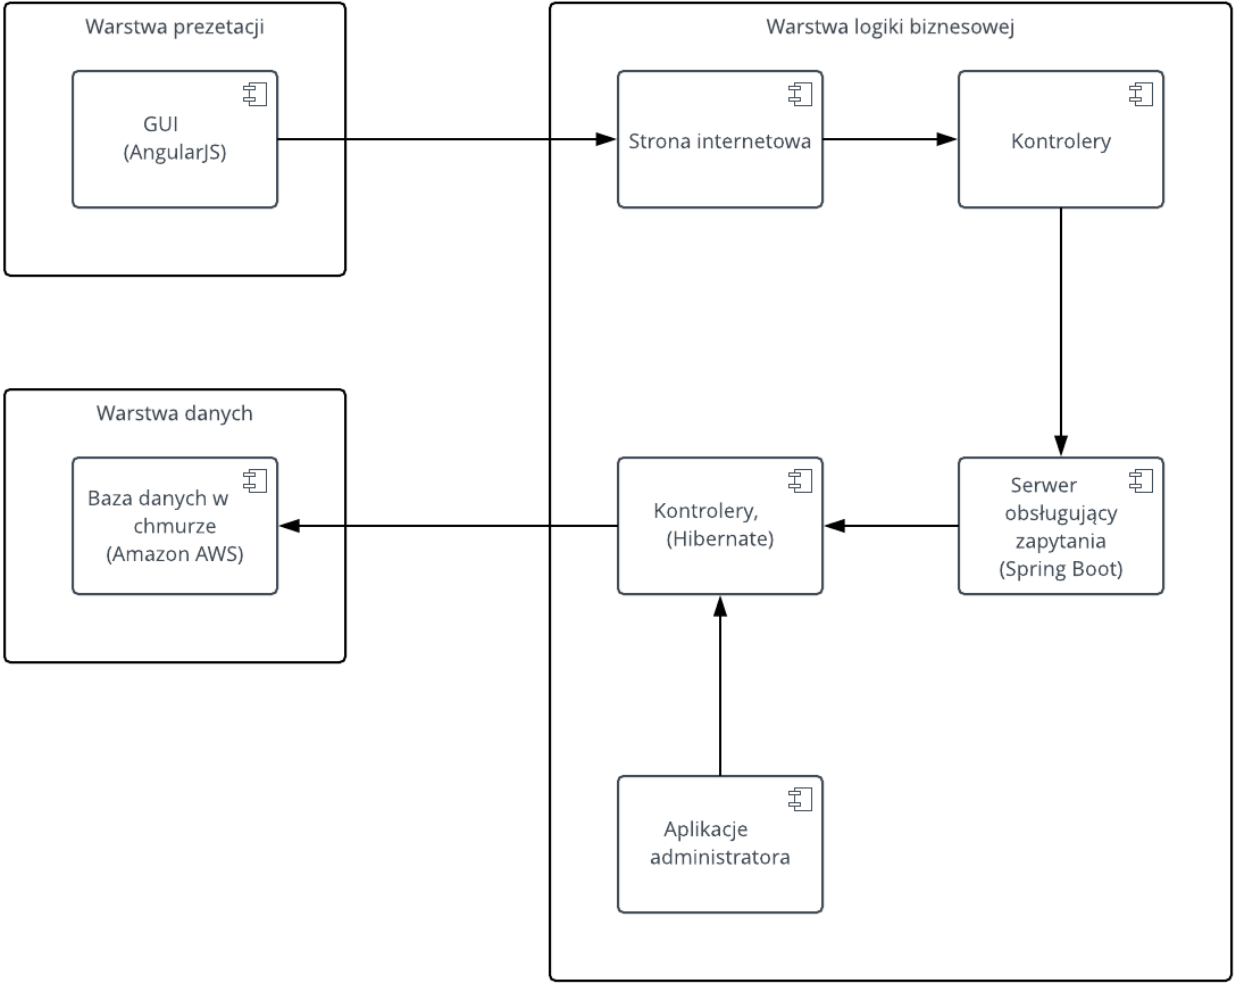 Warstwa prezetacji
GUI
(AngularJS)
Warstwa logiki biznesowej
Strona internetowa
Kontrolery
Warstwa danych
Baza danych w
chmurze
(Amazon AWS)
Kontrolery,
(Hibernate)
Serwer
obsługujący
zapytania
(Spring Boot)
Aplikacje
administratora